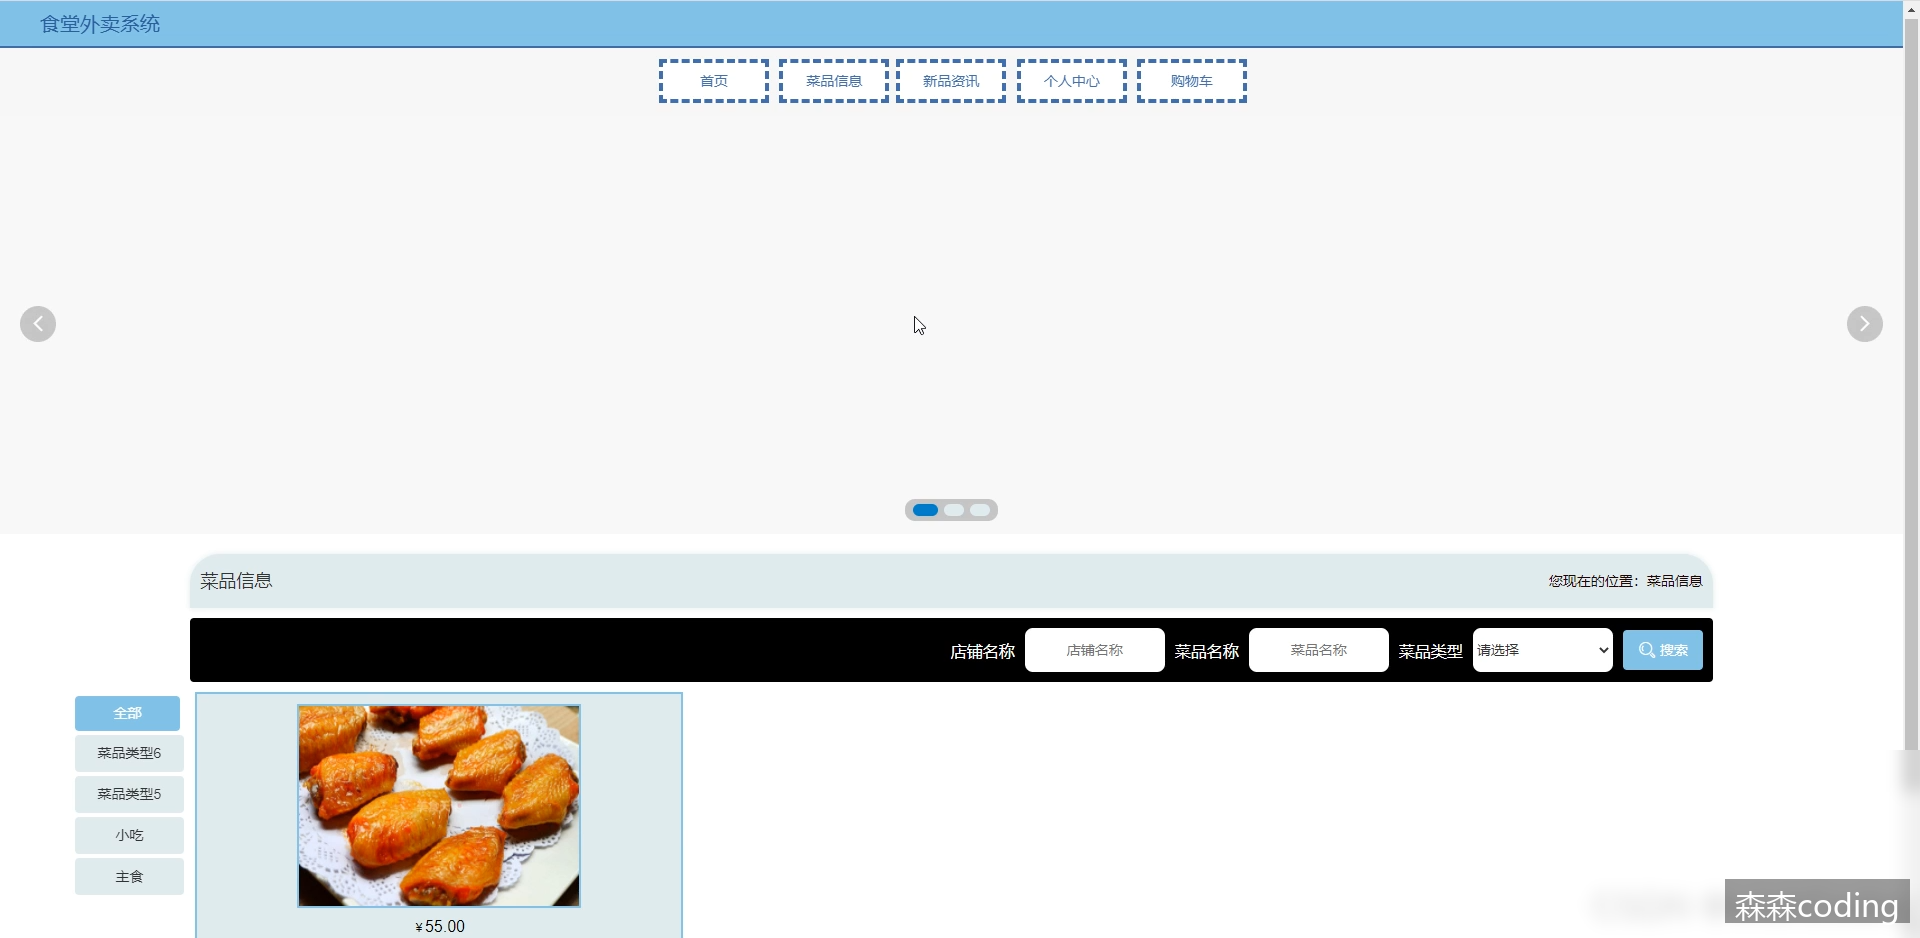 食堂外卖系统
首页
菜品信息
新品资讯
个人中心
购物车
菜品信息
您现在的位置：菜品信息
店铺名称
店铺名称
菜品名称
菜品名称
菜品类型
请选择
搜索
全部
菜品类型6
菜品类型5
小吃
主食
¥55.00
森森coding